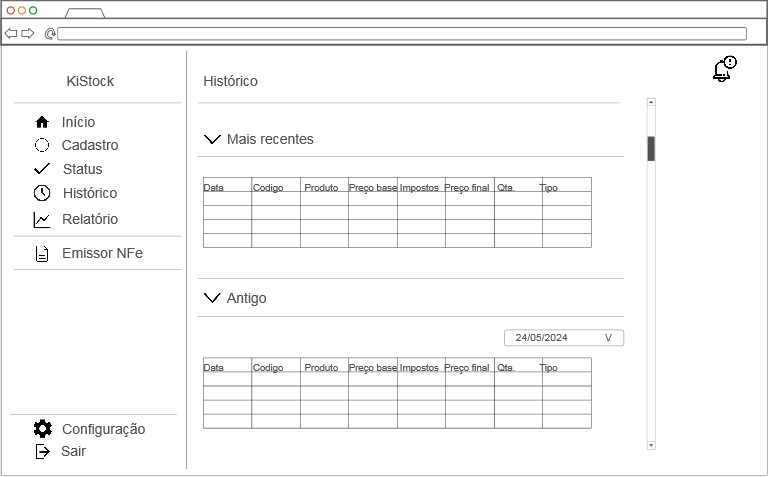 KiStock
Início
Cadastro
Status
Histórico
Relatório
Emissor NFe
Configuração
Sair
Histórico
Mais recentes
Data Codigo Produto Preço base Impostos Preço final Qta. Tipo
Antigo
24/05/2024 V
Data Codigo Produto Preço base Impostos Preço final Qta. Tipo